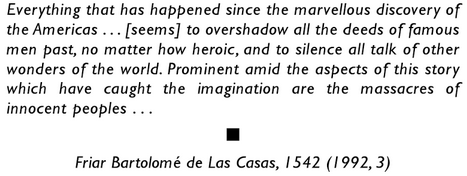 Everything that has happened since the marvellous discovery of
the Americas . . . [seems] to overshadow all the deeds of famous
men past, no matter how heroic, and to silence all talk of other
wonders of the world. Prominent amid the aspects of this story
which have caught the imagination are the massacres of
innocent peoples . . .
Friar Bartolomé de Las Casas, 1542 (1992, 3)